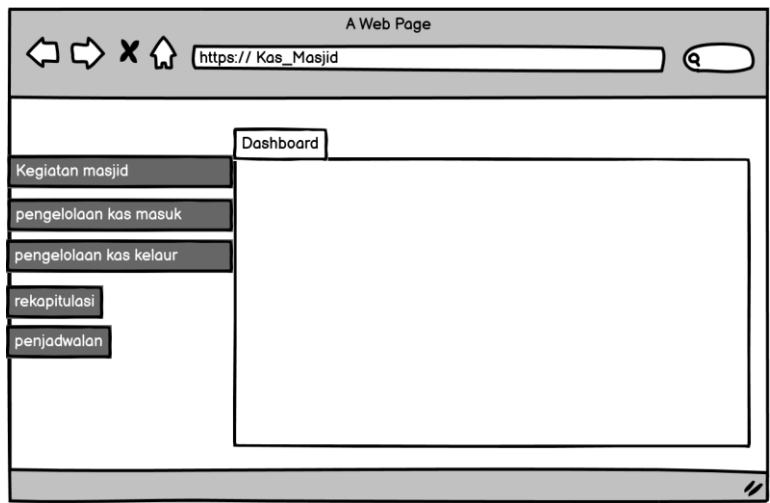 A Web Page
https:// Kas_Masjid
Dashboard
Kegiatan masjid
pengelolaan kas masuk
pengelolaan kas kelaur
rekapitulasi
penjadwalan